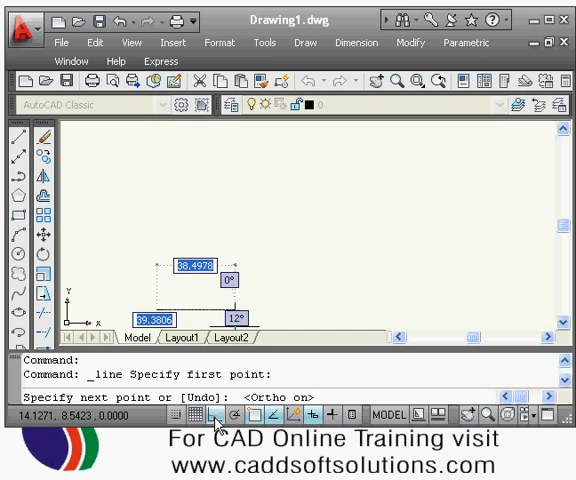 Drawing1.dwg
File Edit View Insert Format Tools Draw Dimension Modify Parametric
Window Help Express
AutoCAD Classic 0
38.4978
0°
39.3806
12°
Y
X
Model Layout1 Layout2
Command:
Command: _line Specify first point:
Specify next point or [Undo]: <Ortho on>
14.1271, 8.5423, 0.0000 MODEL
For CAD Online Training visit
www.caddsoftsolutions.com